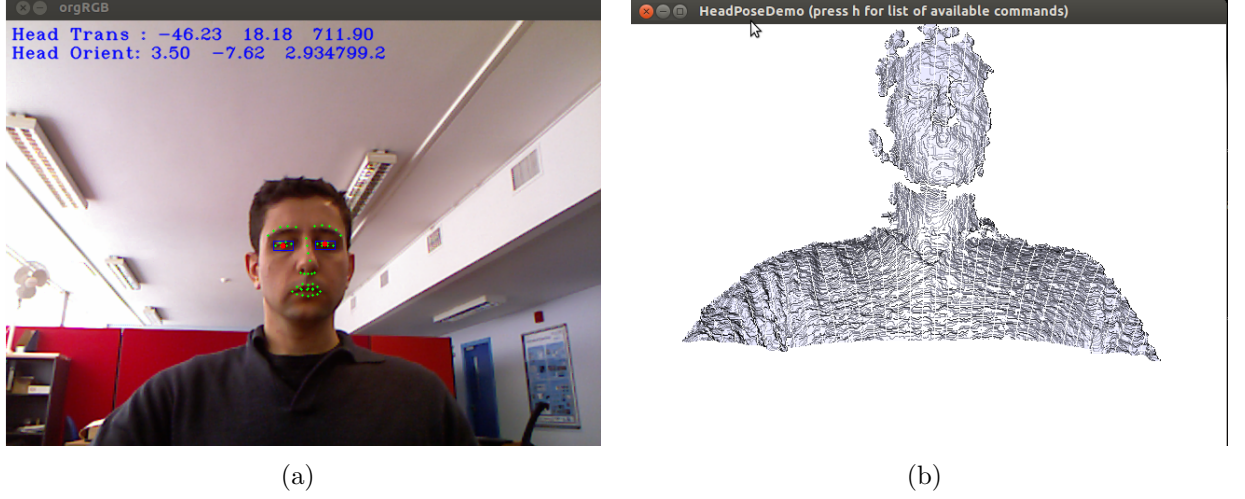 orgRGB
Head Trans : -46.23 18.18 711.90
Head Orient: 3.50 -7.62 2.934799.2
HeadPoseDemo (press h for list of available commands)
(a)
(b)